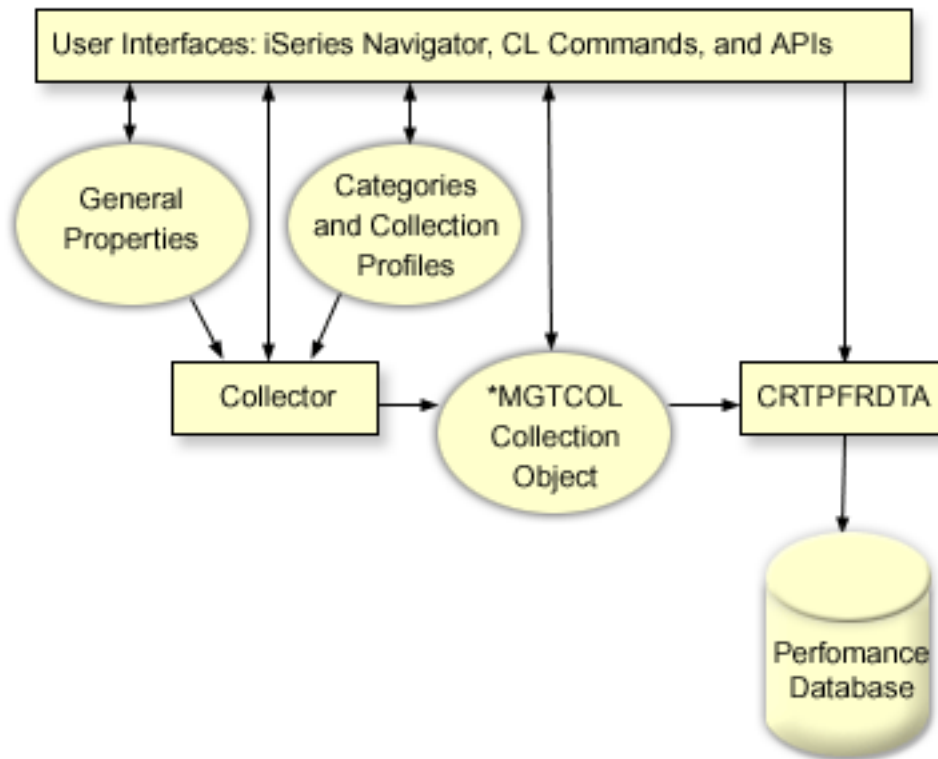 User Interfaces: iSeries Navigator, CL Commands, and APIs
General
Properties
Categories
and Collection
Profiles
Collector
*MGTCOL
Collection
Object
CRTPFRDTA
Perfomance
Database